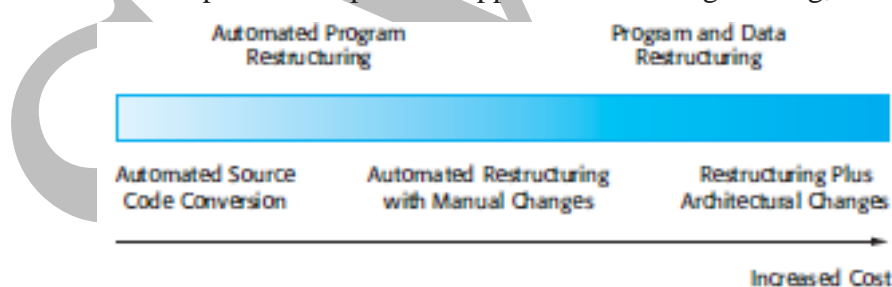 Automated Program
Restructuring
Program and Data
Restructuring
Automated Source
Code Conversion
Automated Restructuring
with Manual Changes
Restructuring Plus
Architectural Changes
Increased Cost